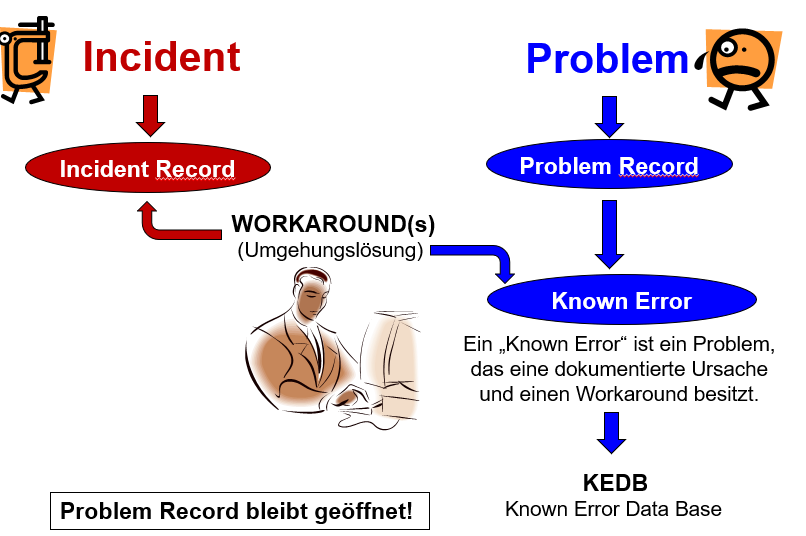 Incident
Problem
Incident Record
Problem Record
WORKAROUND(s)
(Umgehungslösung)
Known Error
Ein „Known Error“ ist ein Problem,
das eine dokumentierte Ursache
und einen Workaround besitzt.
KEDB
Known Error Data Base
Problem Record bleibt geöffnet!